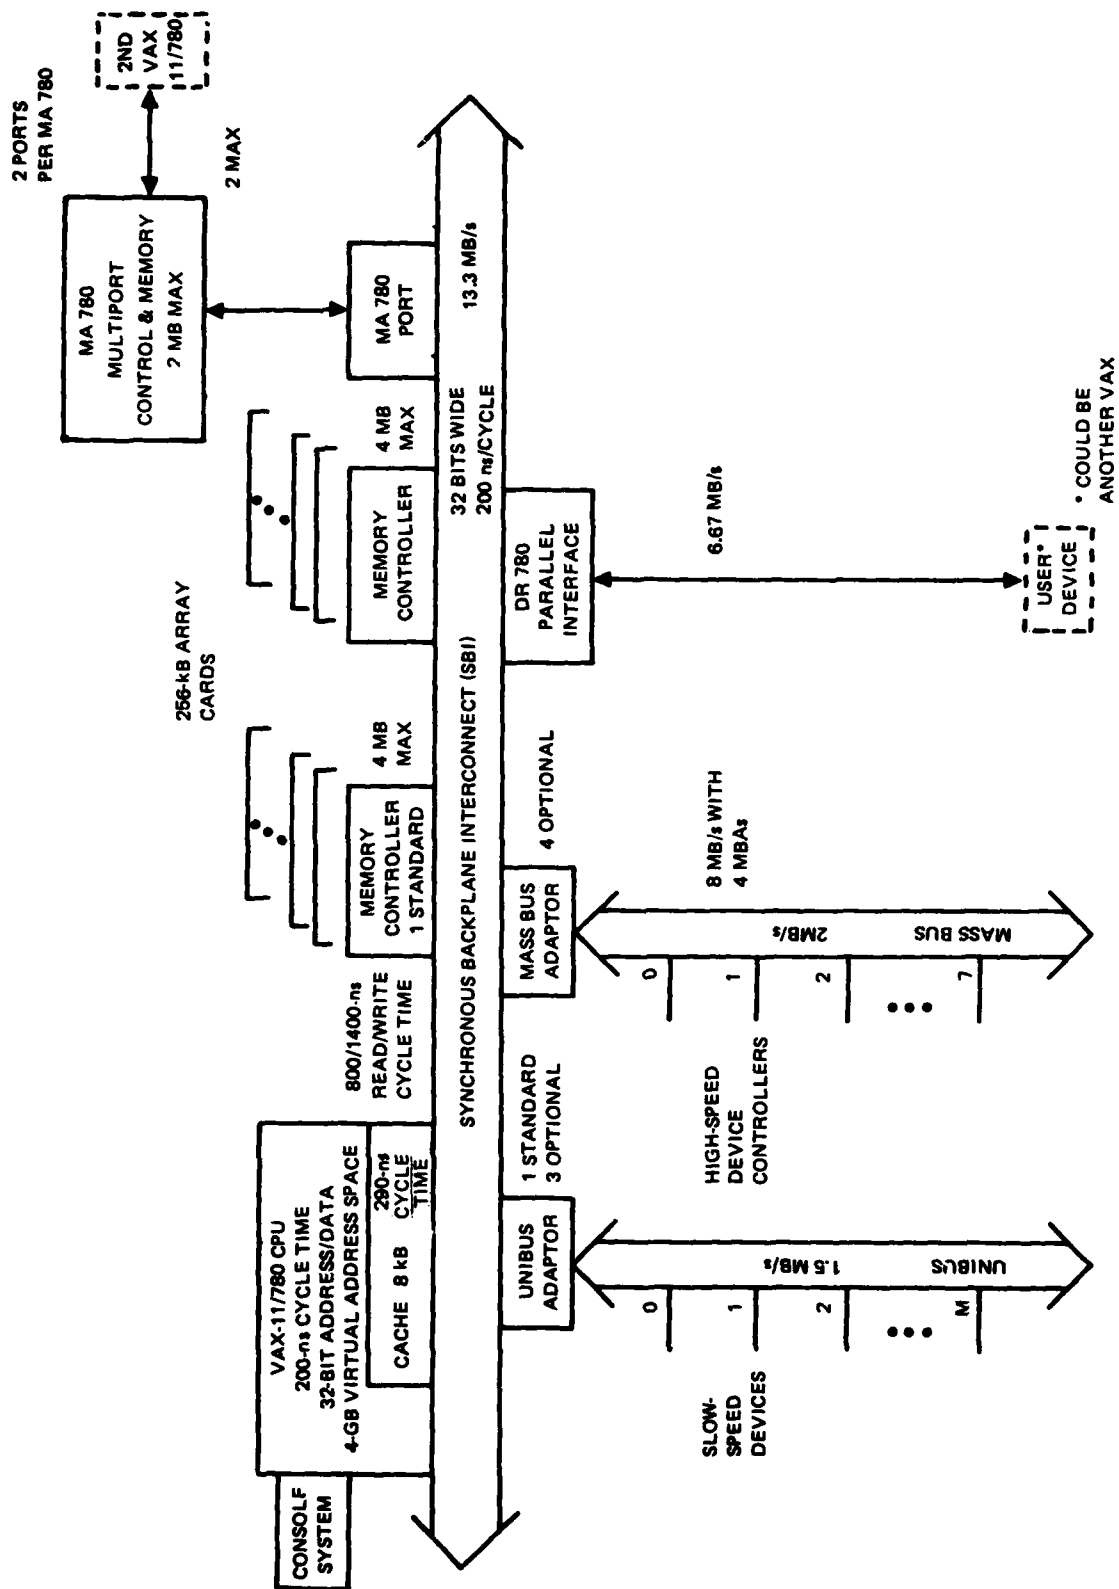 2 PORTS
PER MA 780
MA 780
MULTIPORT
CONTROL & MEMORY
2 MB MAX
2ND
VAX
11/780
2 MAX
256-kB ARRAY
CARDS
CONSOLF
SYSTEM
VAX-11/780 CPU
200-ns CYCLE TIME
32-BIT ADDRESS/DATA
4-GB VIRTUAL ADDRESS SPACE
CACHE 8 kB
290-ns
CYCLE
TIME
800/1400-ns
READ/WRITE
CYCLE TIME
MEMORY
CONTROLLER
1 STANDARD
4 MB
MAX
MEMORY
CONTROLLER
4 MB
MAX
MA 780
PORT
SYNCHRONOUS BACKPLANE INTERCONNECT (SBI)
32 BITS WIDE
200 ns/CYCLE
13.3 MB/s
UNIBUS
ADAPTOR
1 STANDARD
3 OPTIONAL
MASS BUS
ADAPTOR
4 OPTIONAL
DR 780
PARALLEL
INTERFACE
SLOW-
SPEED
DEVICES
0
1
2
M
UNIBUS
1.5 MB/s
HIGH-SPEED
DEVICE
CONTROLLERS
0
1
2
7
MASS BUS
2MB/s
8 MB/s WITH
4 MBAs
6.67 MB/s
USER*
DEVICE
* COULD BE
ANOTHER VAX